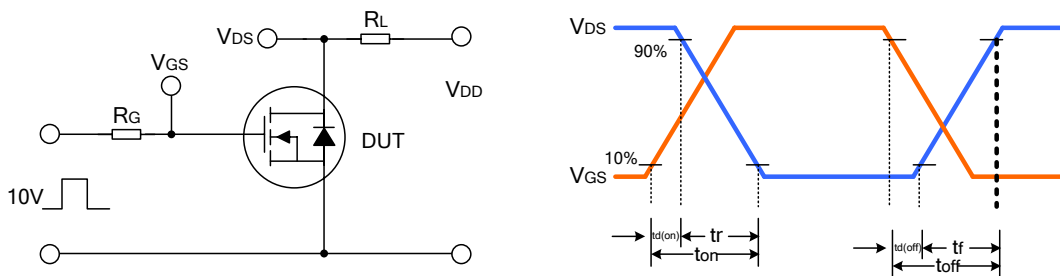 VDS
RL
VGS
VDD
RG
DUT
10V
VDS
90%
10%
VGS
td(on)
tr
ton
td(off)
tf
toff